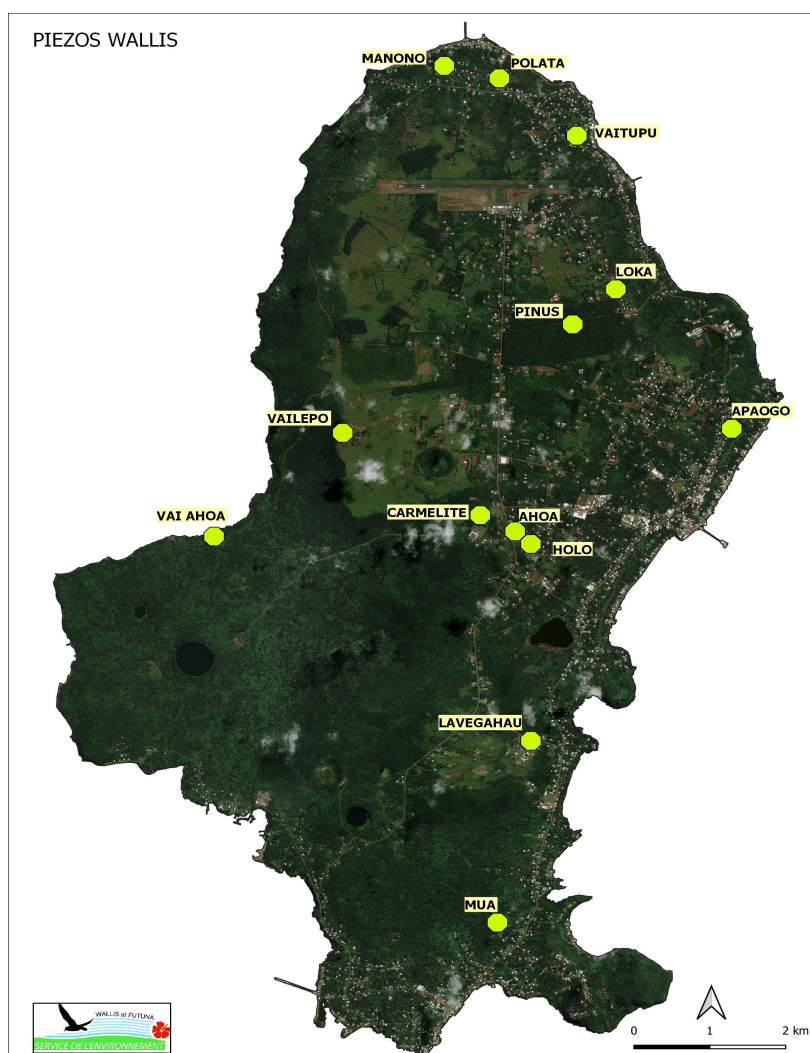 PIEZOS WALLIS
MANONO
POLATA
VAITUPU
LOKA
PINUS
APAOGO
VAILEPO
CARMELITE
VAI AHOA
AHOA
HOLO
LAVEGAHAU
MUA
WALLIS et FUTUNA
SERVICE DE L'ENVIRONNEMENT
0 1 2 km